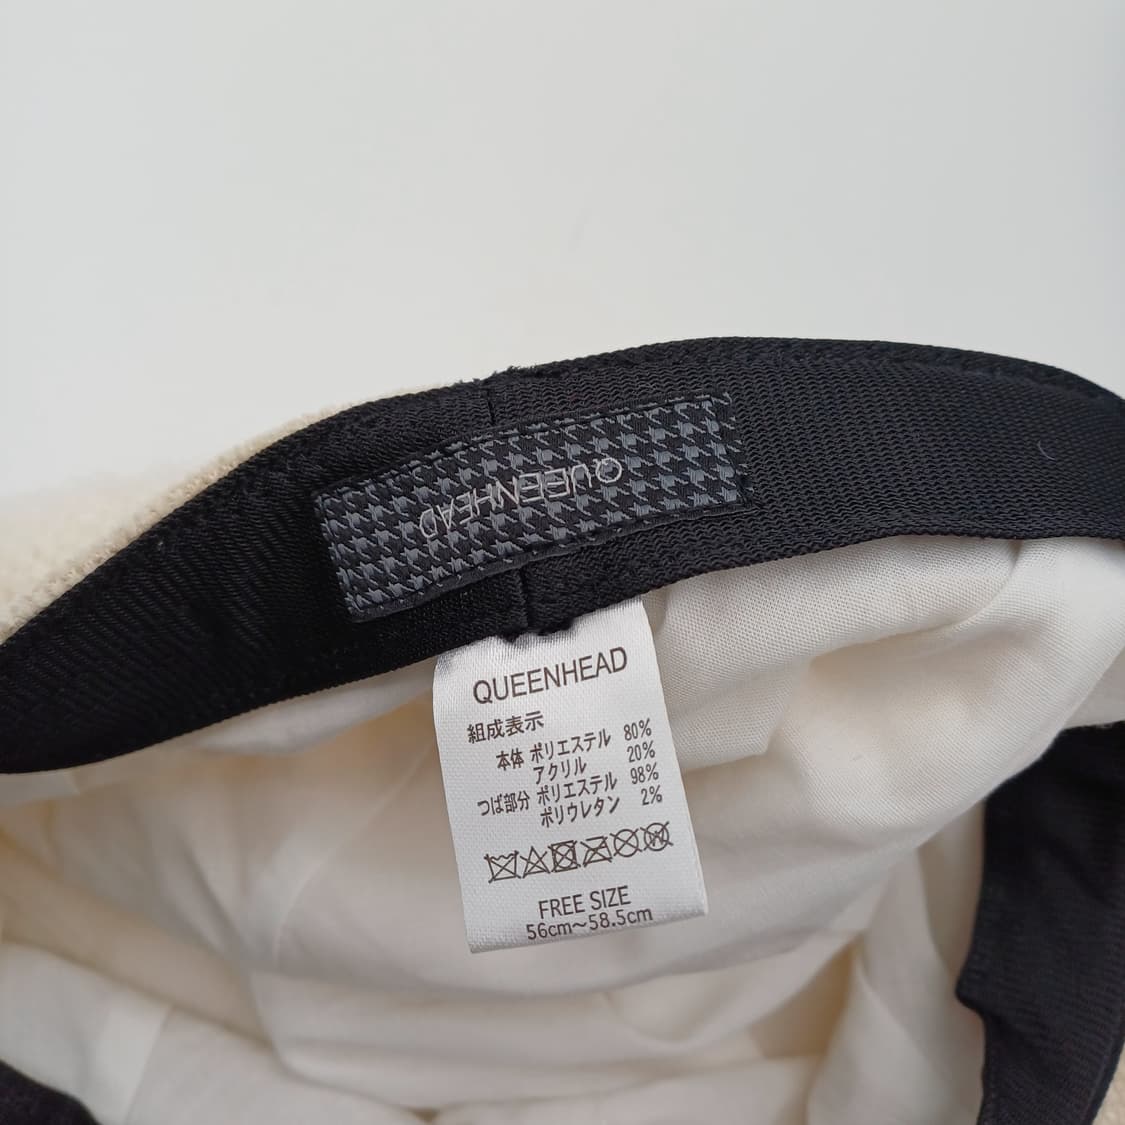 QUEENHEAD
QUEENHEAD
組成表示
本体 ポリエステル 80%
アクリル 20%
つば部分 ポリエステル 98%
ポリウレタン 2%
FREE SIZE
56cm～58.5cm